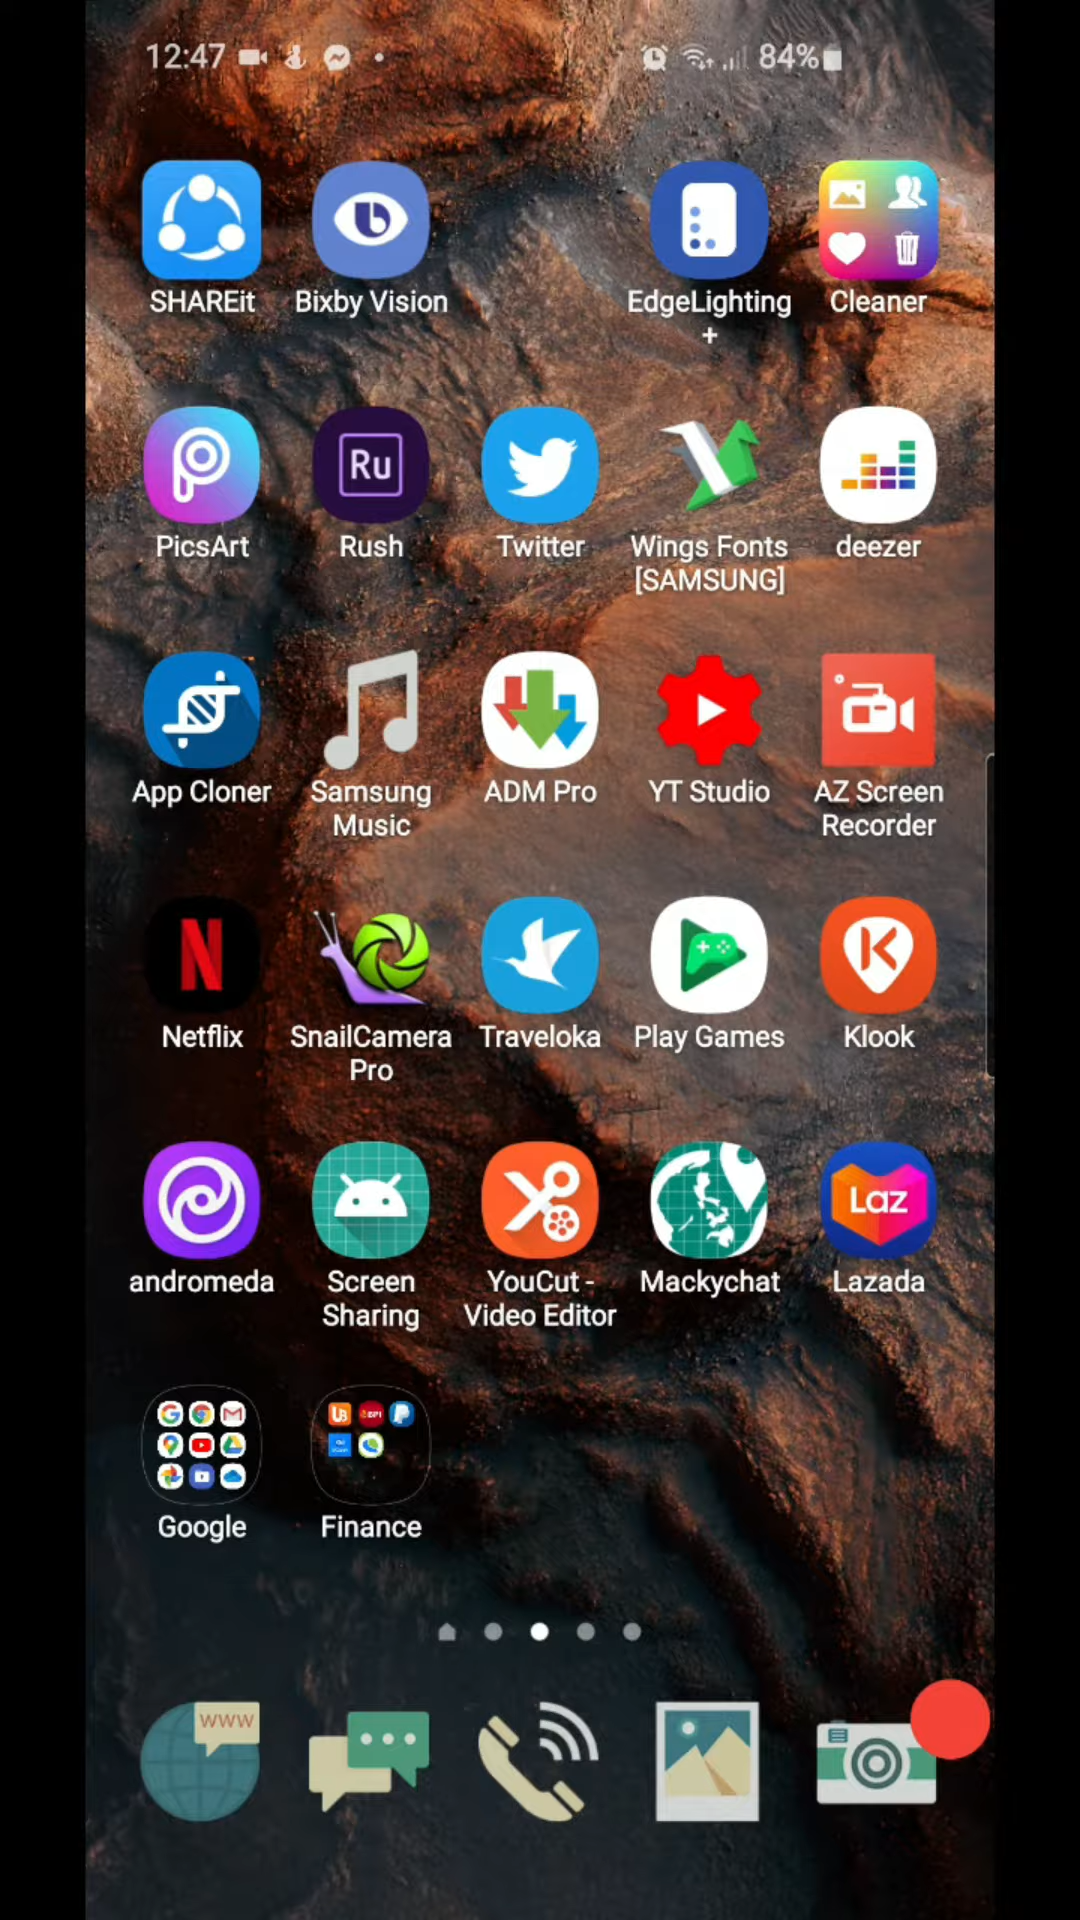 12:47
84%
SHAREit
Bixby Vision
EdgeLighting
+
Cleaner
Ru
PicsArt
Rush
Twitter
Wings Fonts
[SAMSUNG]
deezer
App Cloner
Samsung
Music
ADM Pro
YT Studio
AZ Screen
Recorder
N
Netflix
SnailCamera
Pro
Traveloka
Play Games
K
Klook
Laz
andromeda
Screen
Sharing
YouCut -
Video Editor
Mackychat
Lazada
UB
BPI
Google
Finance
WWW